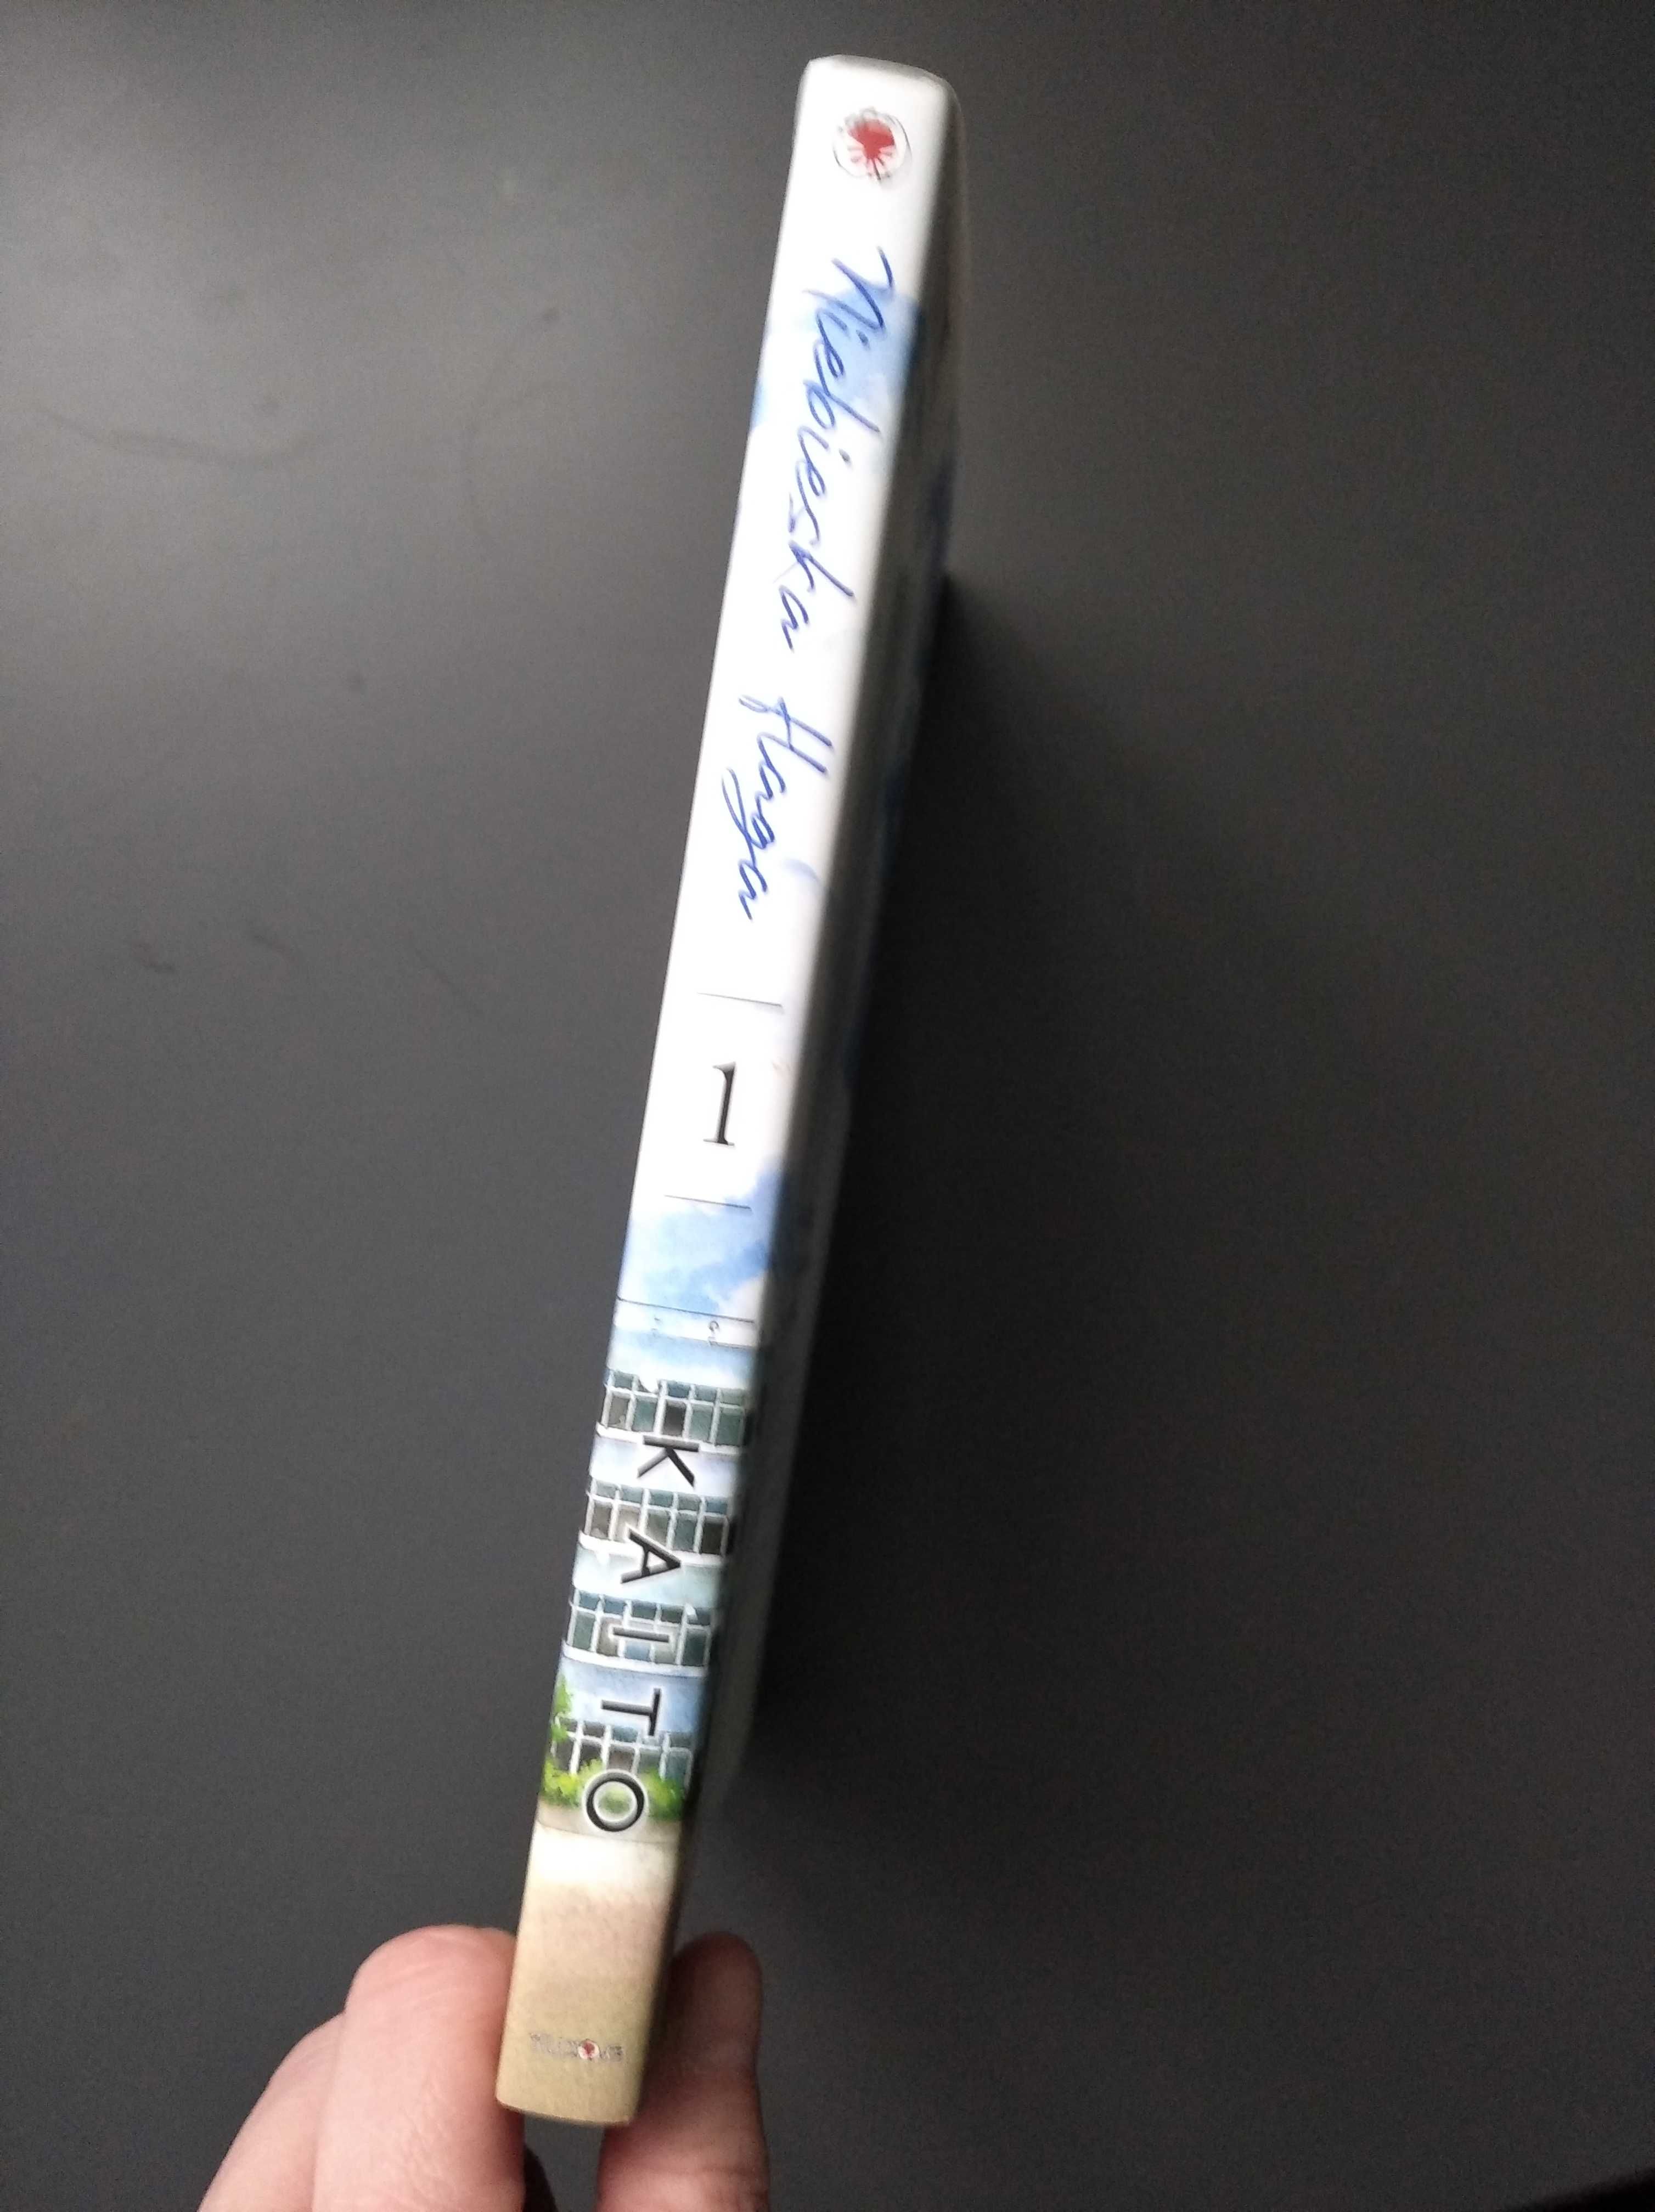 Niebieska flaga
1
KAITO